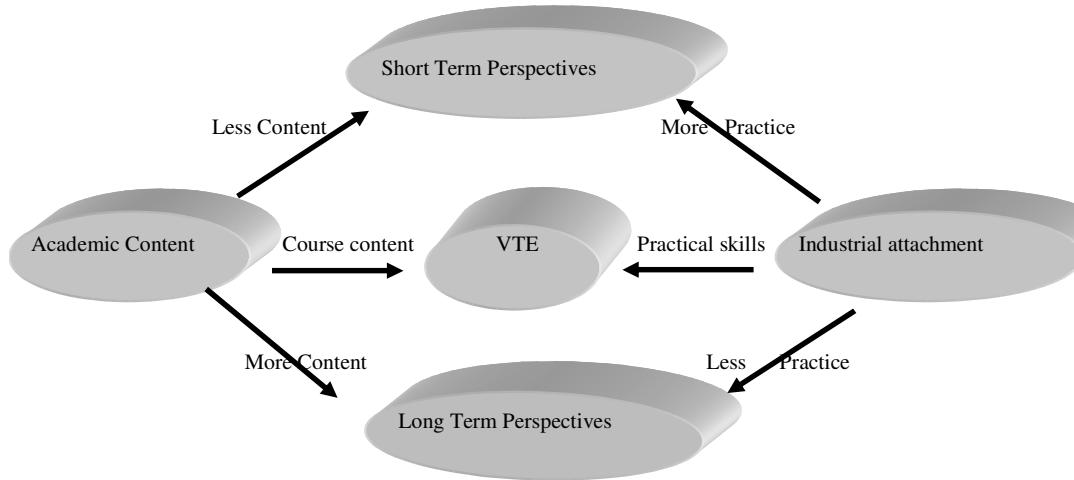 Short Term Perspectives
Less Content
More Practice
Academic Content
Course content
VTE
Practical skills
Industrial attachment
More Content
Less Practice
Long Term Perspectives